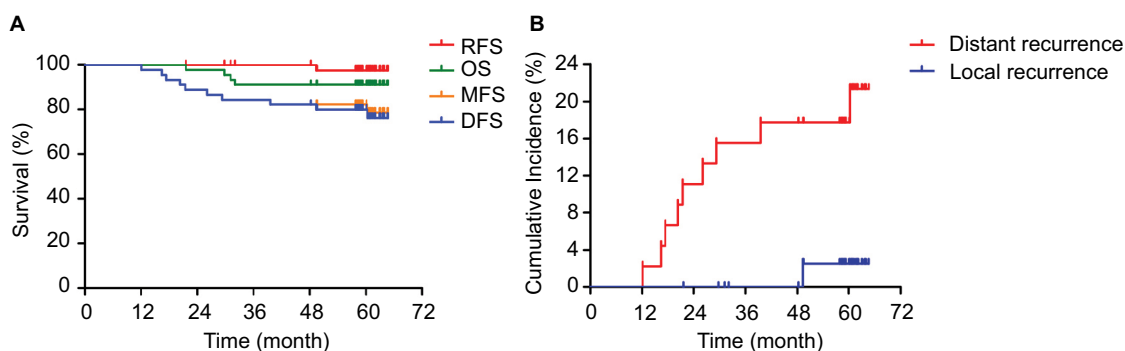 A
RFS
OS
MFS
DFS
100
80
60
40
20
0
0 12 24 36 48 60 72
Survival (%)
Time (month)
B
Distant recurrence
Local recurrence
24
20
16
12
8
4
0
0 12 24 36 48 60 72
Cumulative Incidence (%)
Time (month)